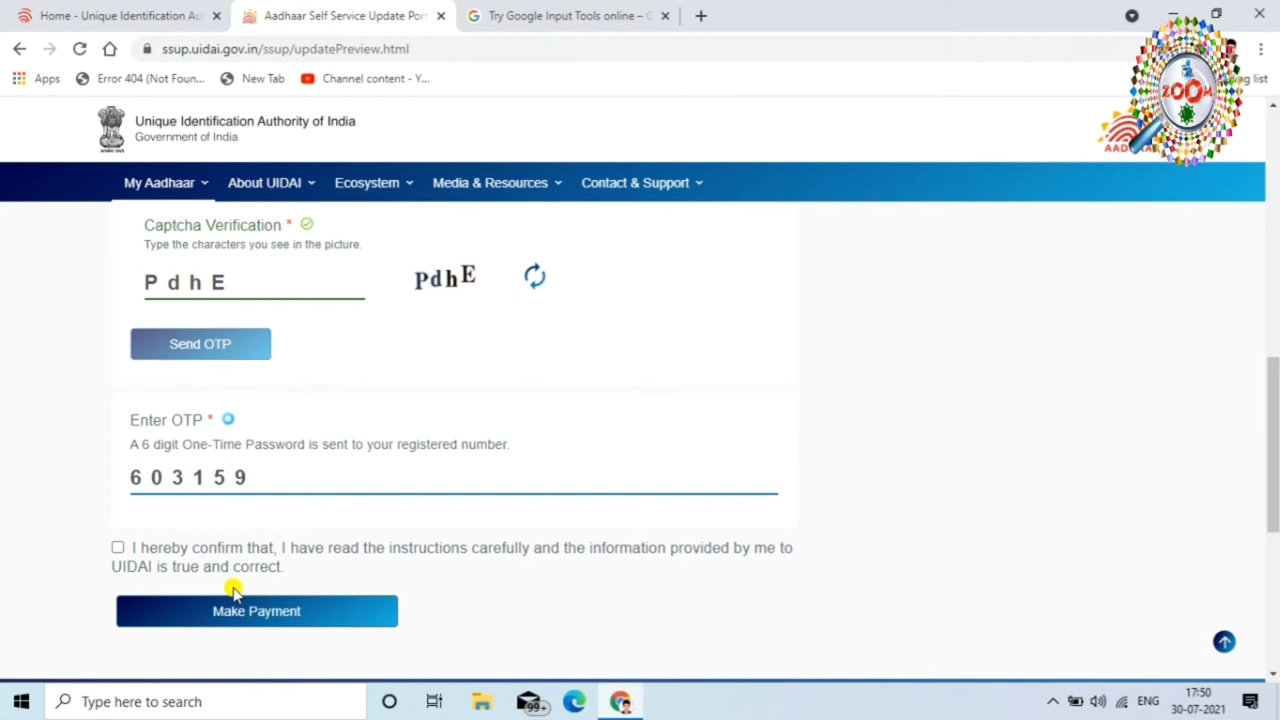 Home - Unique Identification Au
Aadhaar Self Service Update Por
Try Google Input Tools online – G
ssup.uidai.gov.in/ssup/updatePreview.html
Apps
Error 404 (Not Foun...
New Tab
Channel content - Y...
ng list
ZOOM
AAD
Unique Identification Authority of India
Government of India
My Aadhaar
About UIDAI
Ecosystem
Media & Resources
Contact & Support
Captcha Verification *
Type the characters you see in the picture.
P d h E
PdhE
Send OTP
Enter OTP *
A 6 digit One-Time Password is sent to your registered number.
6 0 3 1 5 9
I hereby confirm that, I have read the instructions carefully and the information provided by me to
UIDAI is true and correct.
Make Payment
Type here to search
99+
ENG
17:50
30-07-2021